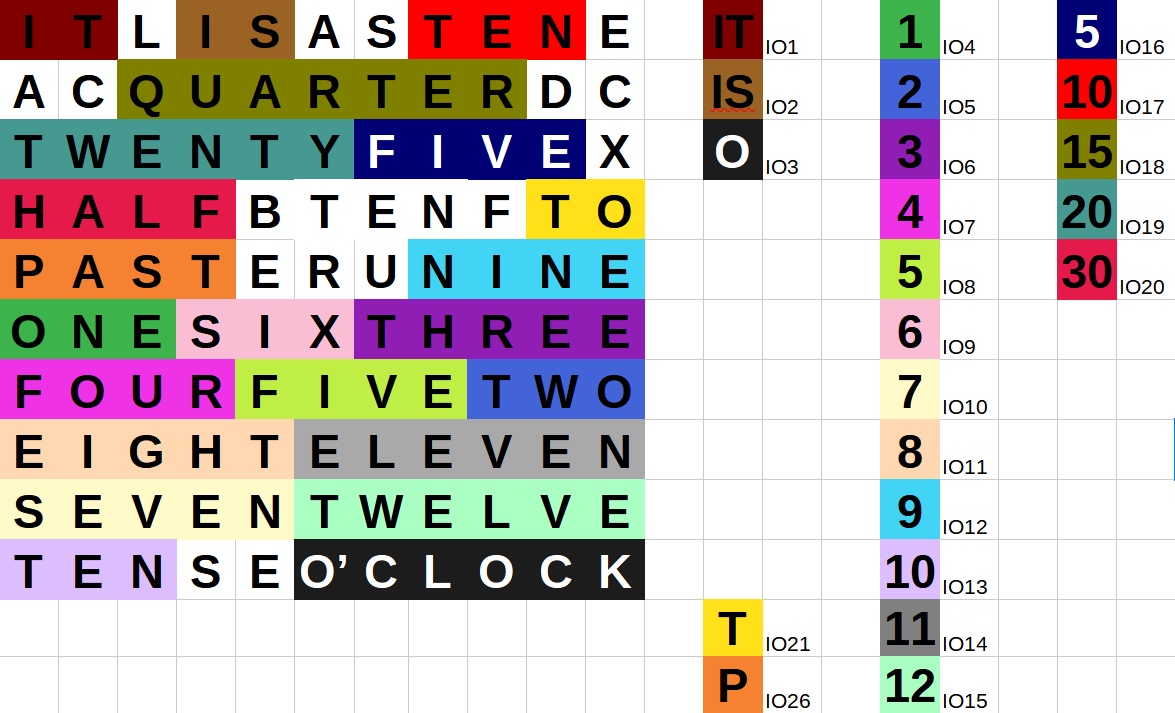 I T L I S A S T E N E IT IO1 1 IO4 5 IO16
A C Q U A R T E R D C IS IO2 2 IO5 10 IO17
T W E N T Y F I V E X O IO3 3 IO6 15 IO18
H A L F B T E N F T O 4 IO7 20 IO19
P A S T E R U N I N E 5 IO8 30 IO20
O N E S I X T H R E E 6 IO9
F O U R F I V E T W O 7 IO10
E I G H T E L E V E N 8 IO11
S E V E N T W E L V E 9 IO12
T E N S E O’ C L O C K 10 IO13
T IO21 11 IO14
P IO26 12 IO15